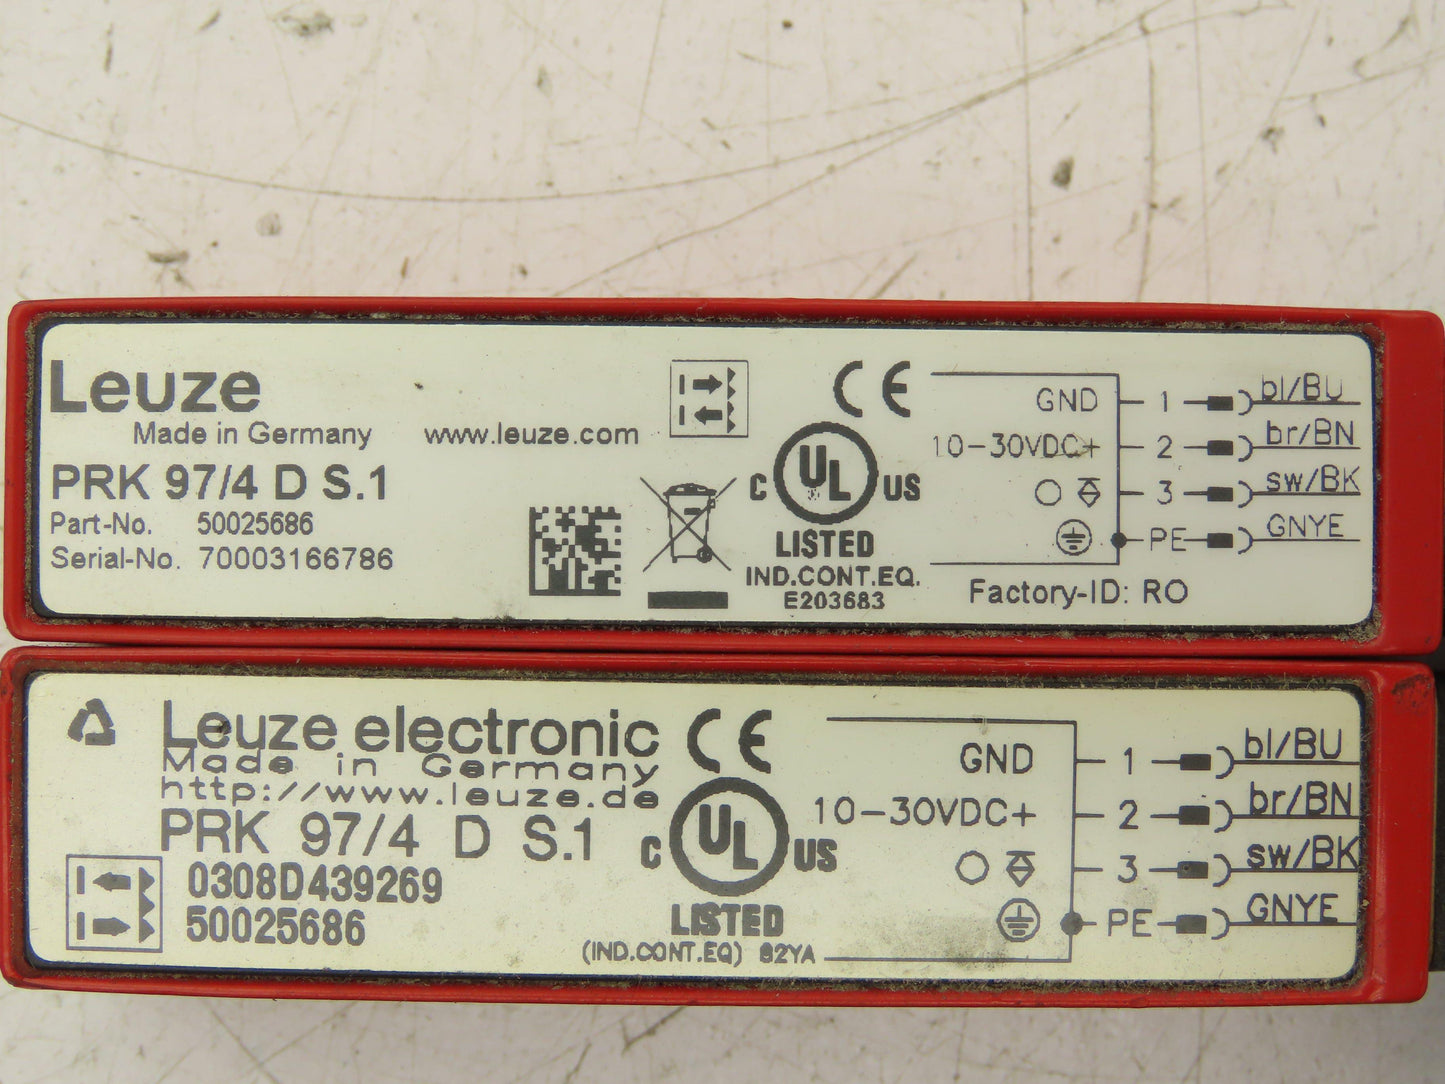 Leuze
Made in Germany www.leuze.com
PRK 97/4 D S.1
Part-No. 50025686
Serial-No. 70003166786
CE
C UL US
LISTED
IND.CONT.EQ.
E203683
GND 1 bl/BU
10-30VDC+ 2 br/BN
3 sw/BK
PE GNYE
Factory-ID: RO
Leuze electronic
Made in Germany
http://www.leuze.de
PRK 97/4 D S.1
0308D439269
50025686
CE
C UL US
LISTED
(IND.CONT.EQ) 82YA
GND 1 bl/BU
10-30VDC+ 2 br/BN
3 sw/BK
PE GNYE